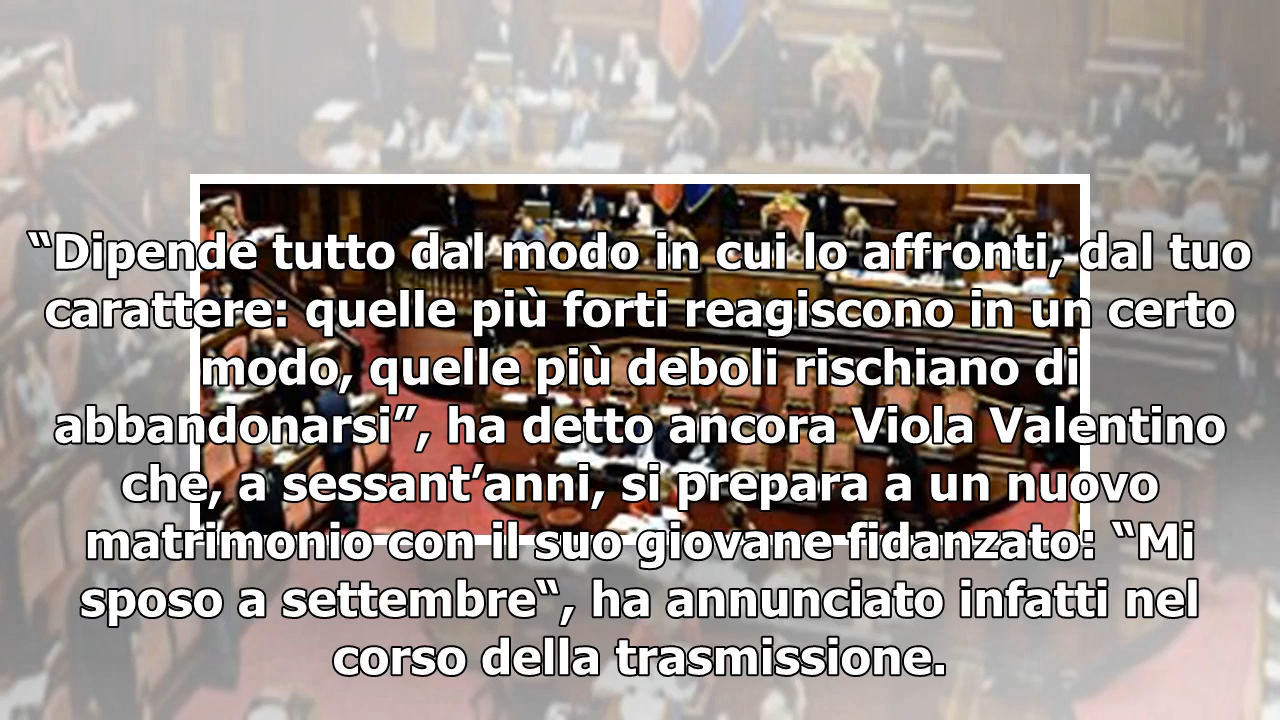 “Dipende tutto dal modo in cui lo affronti, dal tuo
carattere: quelle più forti reagiscono in un certo
modo, quelle più deboli rischiano di
abbandonarsi”, ha detto ancora Viola Valentino
che, a sessant’anni, si prepara a un nuovo
matrimonio con il suo giovane fidanzato: “Mi
sposo a settembre“, ha annunciato infatti nel
corso della trasmissione.